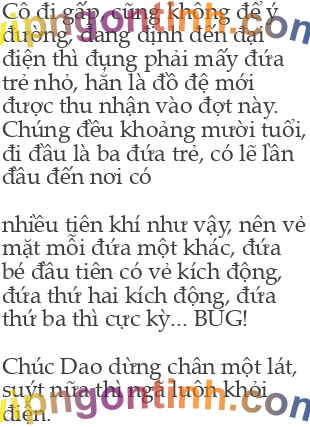 Cô đi gấp, cũng không để ý
đường, đang định đến đại
điện thì đụng phải mấy đứa
trẻ nhỏ, hẳn là đồ đệ mới
được thu nhận vào đợt này.
Chúng đều khoảng mười tuổi,
đi đầu là ba đứa trẻ, có lẽ lần
đầu đến nơi có
nhiều tiên khí như vậy, nên vẻ
mặt mỗi đứa một khác, đứa
bé đầu tiên có vẻ kích động,
đứa thứ hai kích động, đứa
thứ ba thì cực kỳ... BUG!
Chúc Dao dừng chân một lát,
suýt nữa thì ngã luôn khỏi
điện.
vipngontinh.com
vipngontinh.com